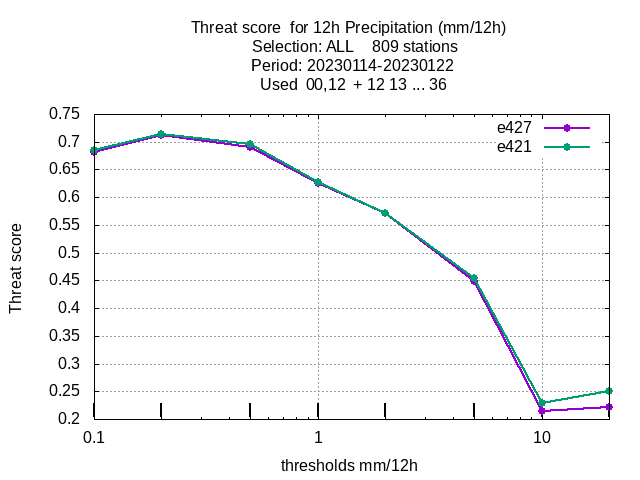 Threat score  for 12h Precipitation (mm/12h)
Selection: ALL    809 stations
Period: 20230114-20230122
Used  00,12  + 12 13 ... 36
e427
e421
0.75
0.7
0.65
0.6
0.55
0.5
0.45
0.4
0.35
0.3
0.25
0.2
Threat score
0.1 1 10
thresholds mm/12h